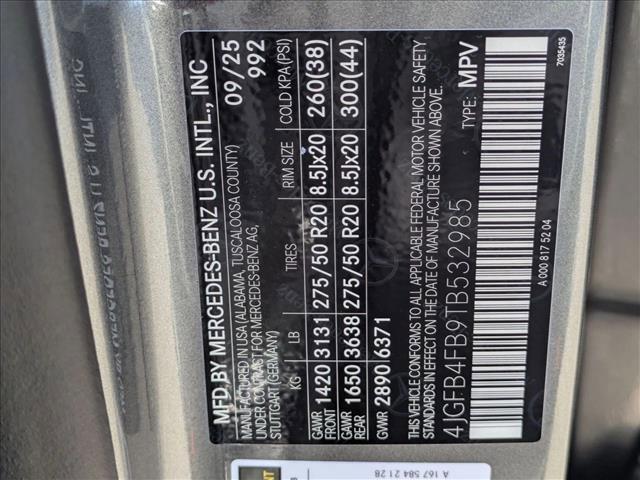 MFD BY MERCEDES-BENZ U.S. INTL., INC
MANUFACTURED IN USA (ALABAMA, TUSCALOOSA COUNTY) 09/25
UNDER CONTRACT FOR MERCEDES-BENZ AG, 992
STUTTGART (GERMANY)
KG LB TIRES RIM SIZE COLD KPA(PSI)
GAWR FRONT 1420 3131 275/50 R20 8.5Jx20 260(38)
GAWR REAR 1650 3638 275/50 R20 8.5Jx20 300(44)
GVWR 2890 6371
THIS VEHICLE CONFORMS TO ALL APPLICABLE FEDERAL MOTOR VEHICLE SAFETY
STANDARDS IN EFFECT ON THE DATE OF MANUFACTURE SHOWN ABOVE.
4JGFB4FB9TB532985 TYPE: MPV
A 000 817 52 04 7035435
A 167 584 21 28